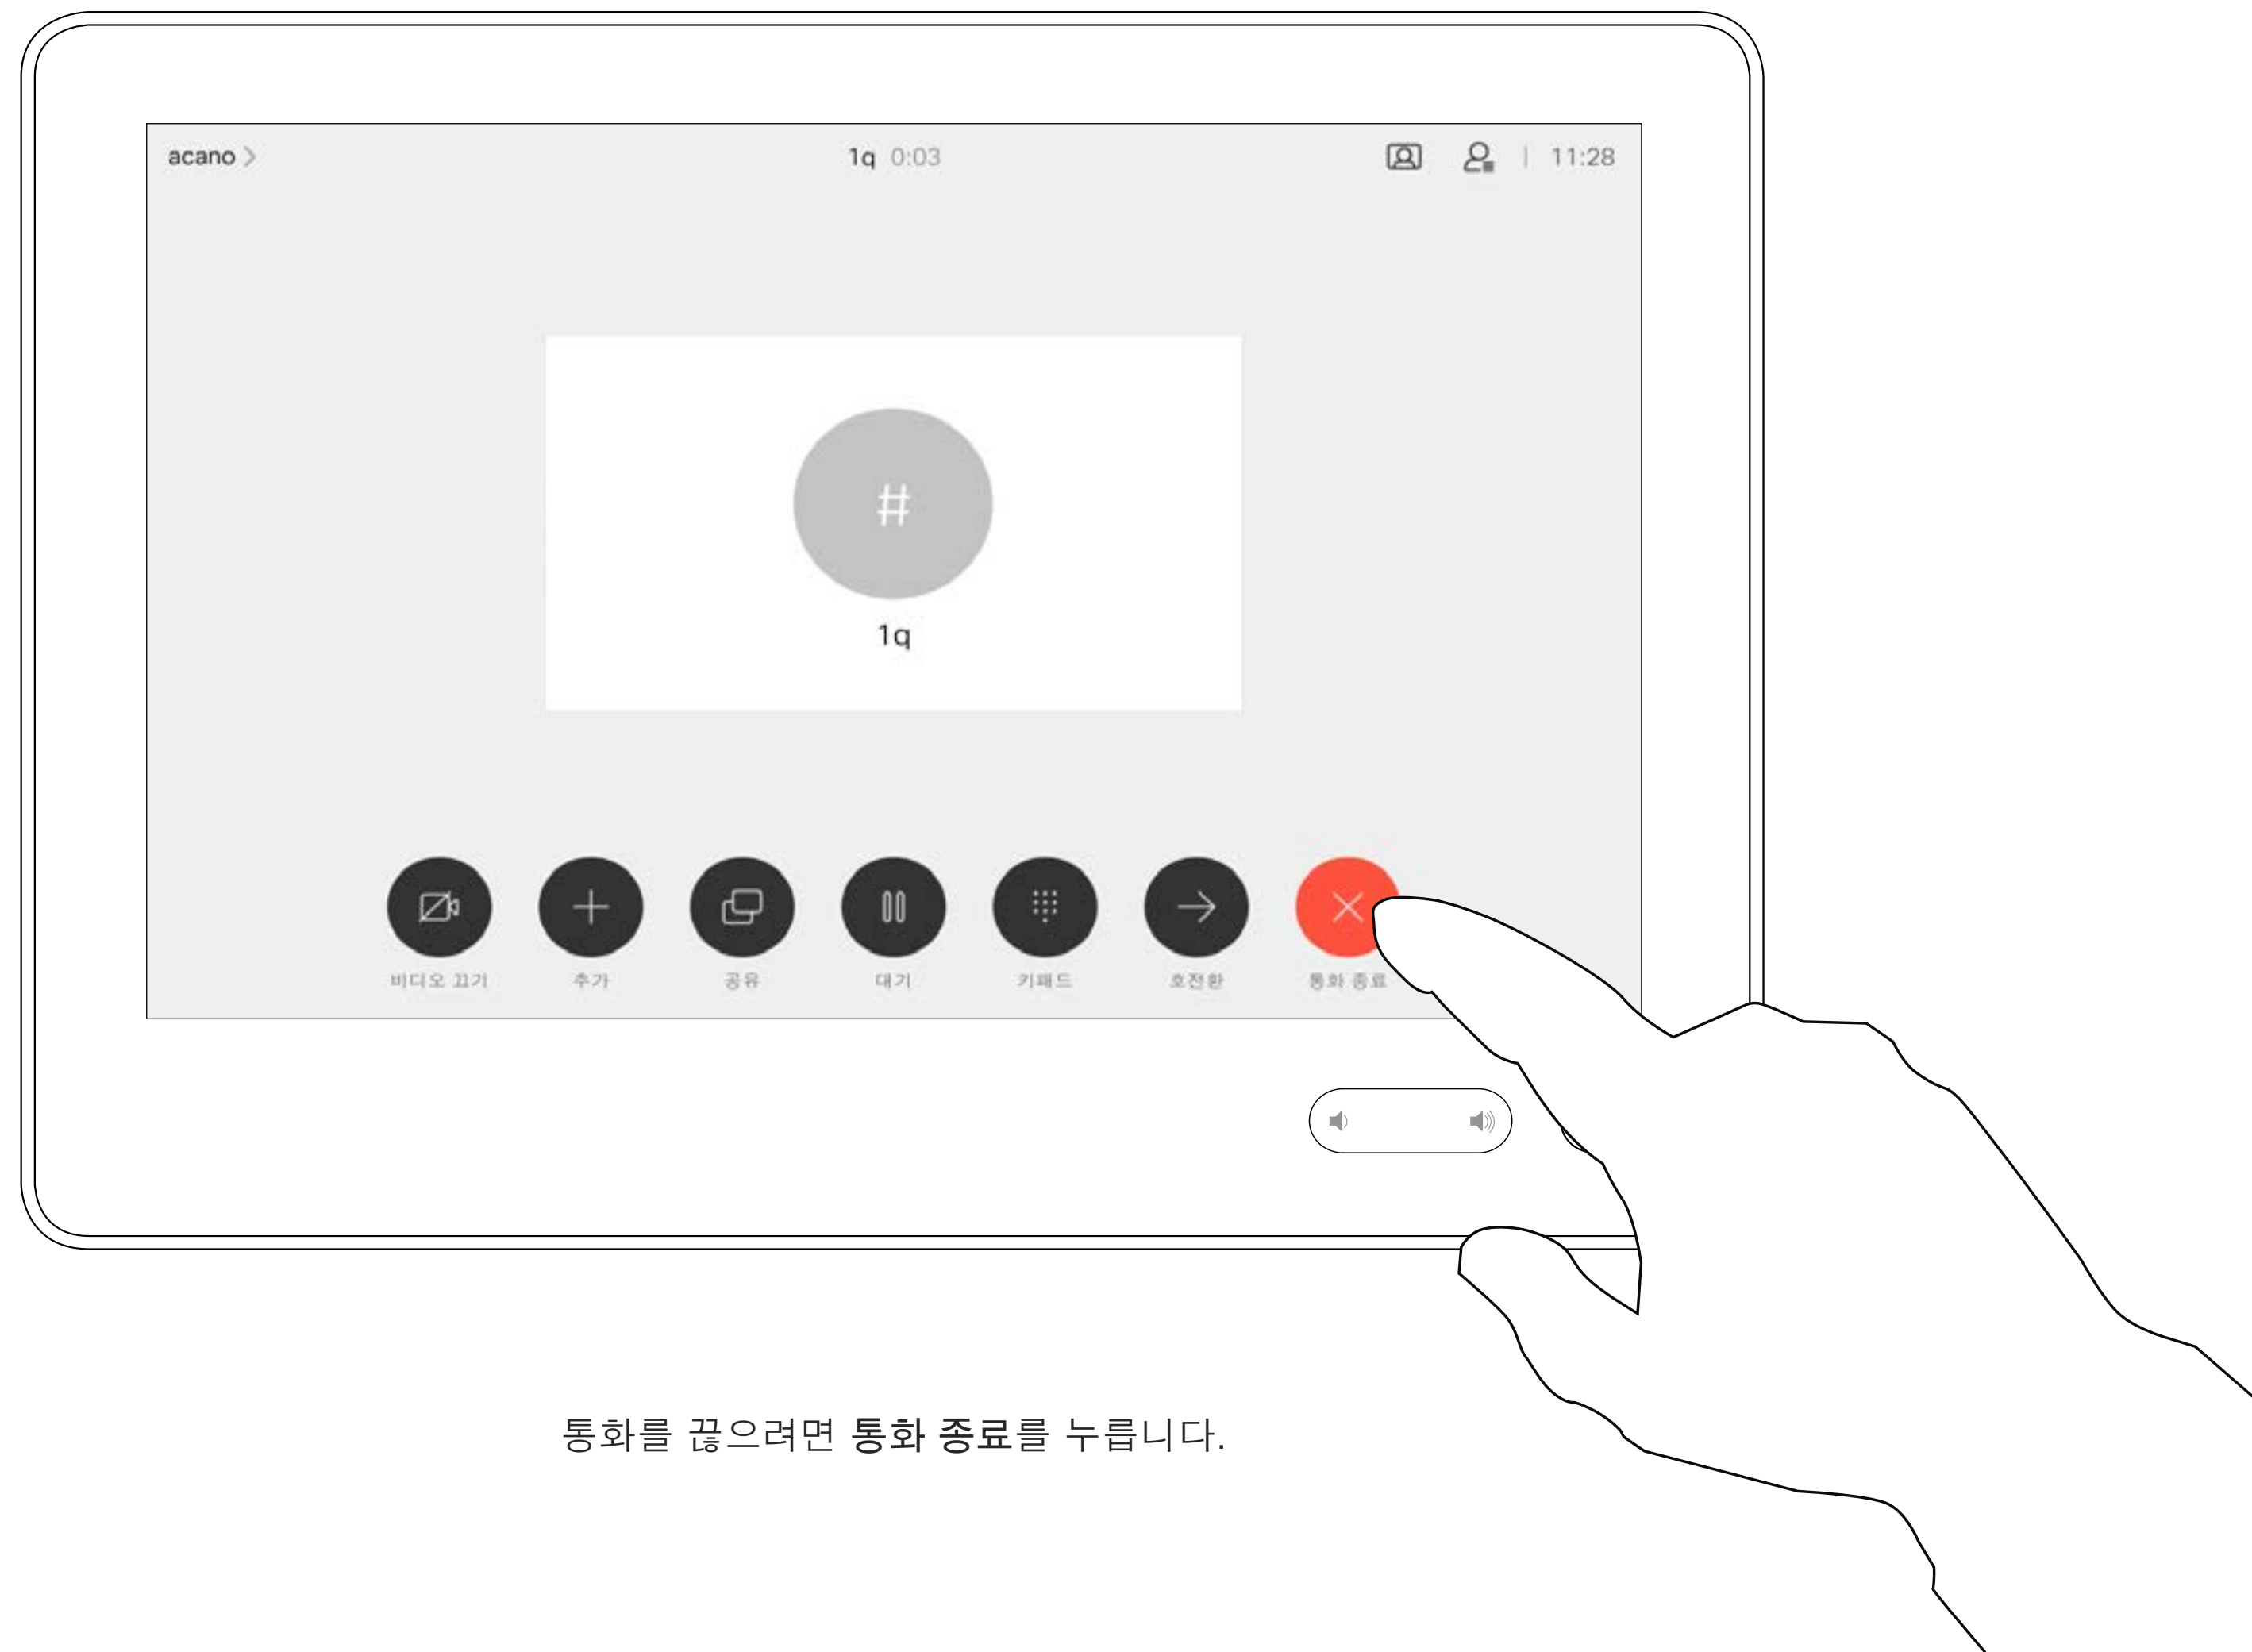 acano
1q 0:03
11:28
#
1q
비디오 끄기
추가
공유
대기
키패드
호전환
통화 종료
통화를 끊으려면 통화 종료를 누릅니다.